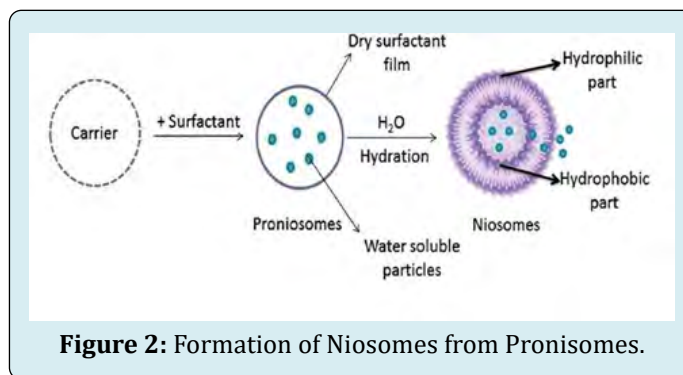 Dry surfactant
film
Hydrophilic
part
Carrier
+ Surfactant
H₂O
Hydration
Hydrophobic
part
Proniosomes
Niosomes
Water soluble
particles
Figure 2: Formation of Niosomes from Pronisomes.